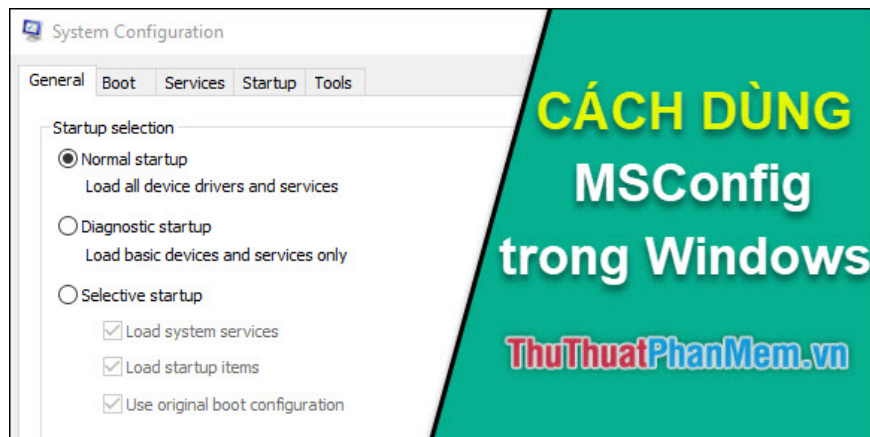 System Configuration
General Boot Services Startup Tools
Startup selection
Normal startup
Load all device drivers and services
Diagnostic startup
Load basic devices and services only
Selective startup
Load system services
Load startup items
Use original boot configuration
CÁCH DÙNG
MSConfig
trong Windows
ThuThuatPhanMem.vn